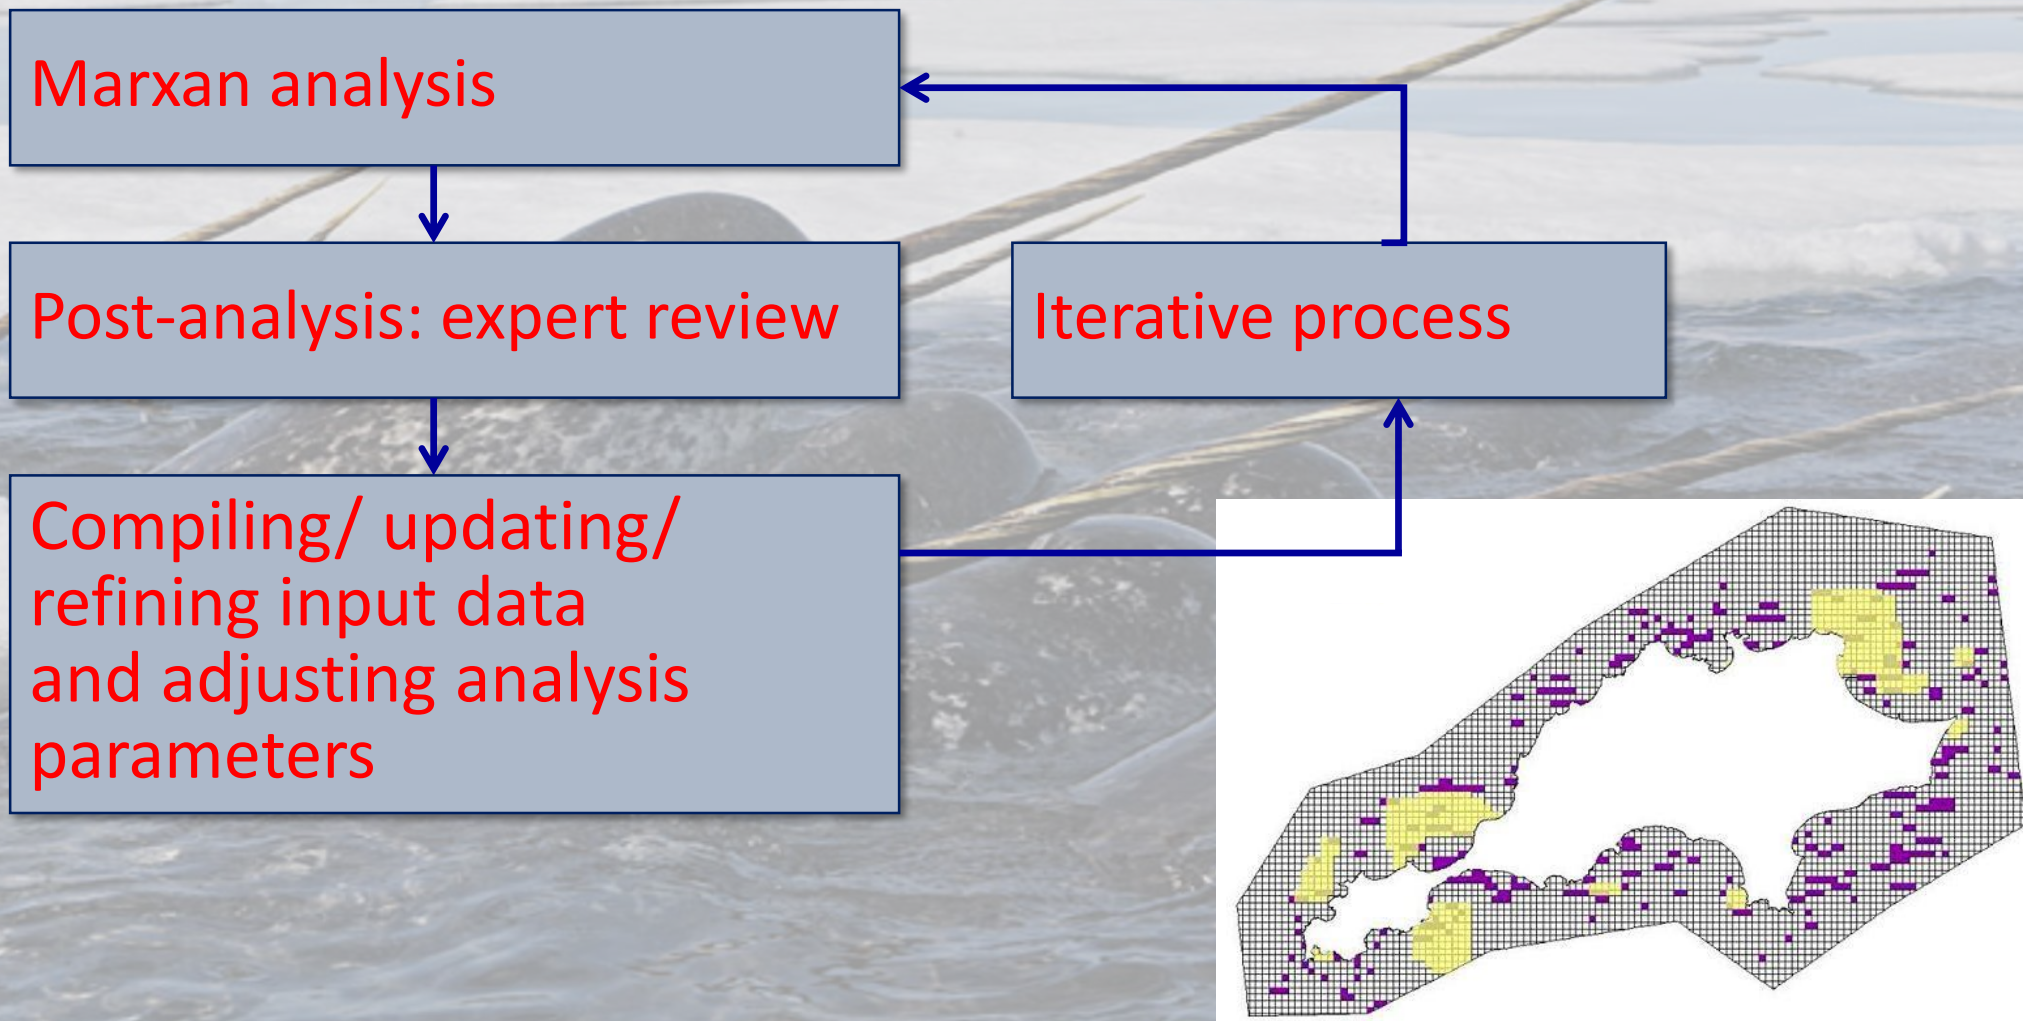 Marxan analysis
Post-analysis: expert review
Iterative process
Compiling/ updating/
refining input data
and adjusting analysis
parameters